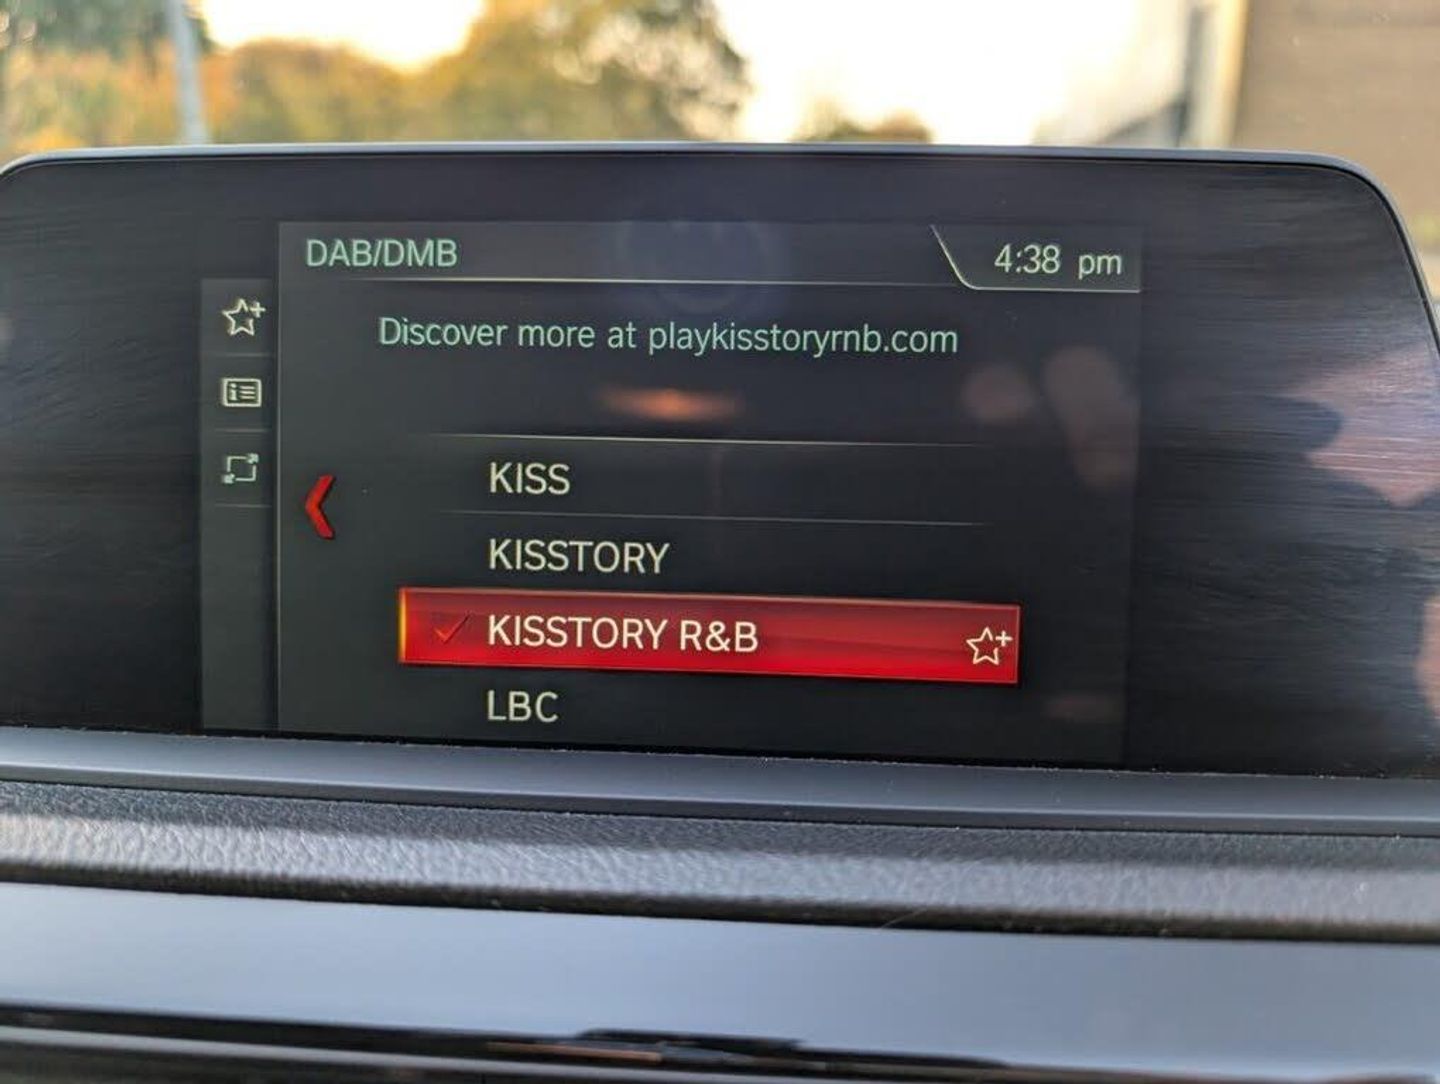 DAB/DMB
4:38 pm
Discover more at playkisstoryrnb.com
KISS
KISSTORY
KISSTORY R&B
LBC